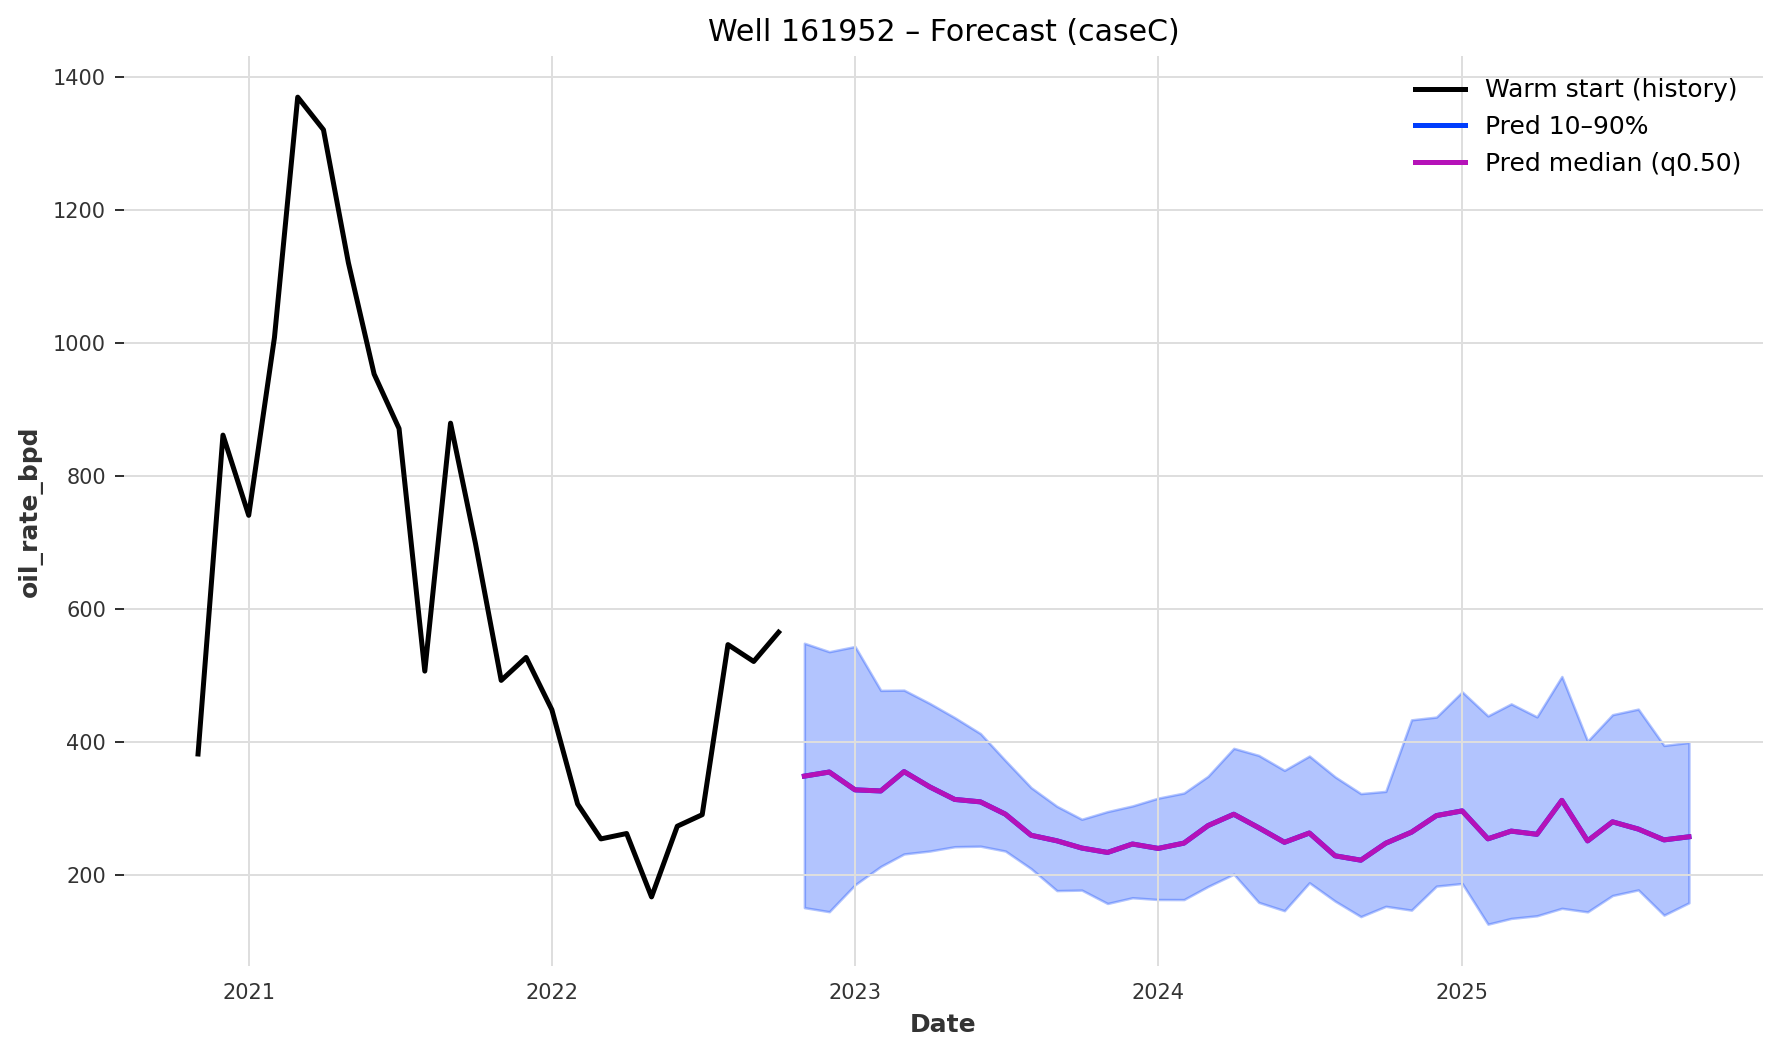 Well 161952 – Forecast (caseC)
Warm start (history)
Pred 10–90%
Pred median (q0.50)
oil_rate_bpd
1400
1200
1000
800
600
400
200
2021 2022 2023 2024 2025
Date